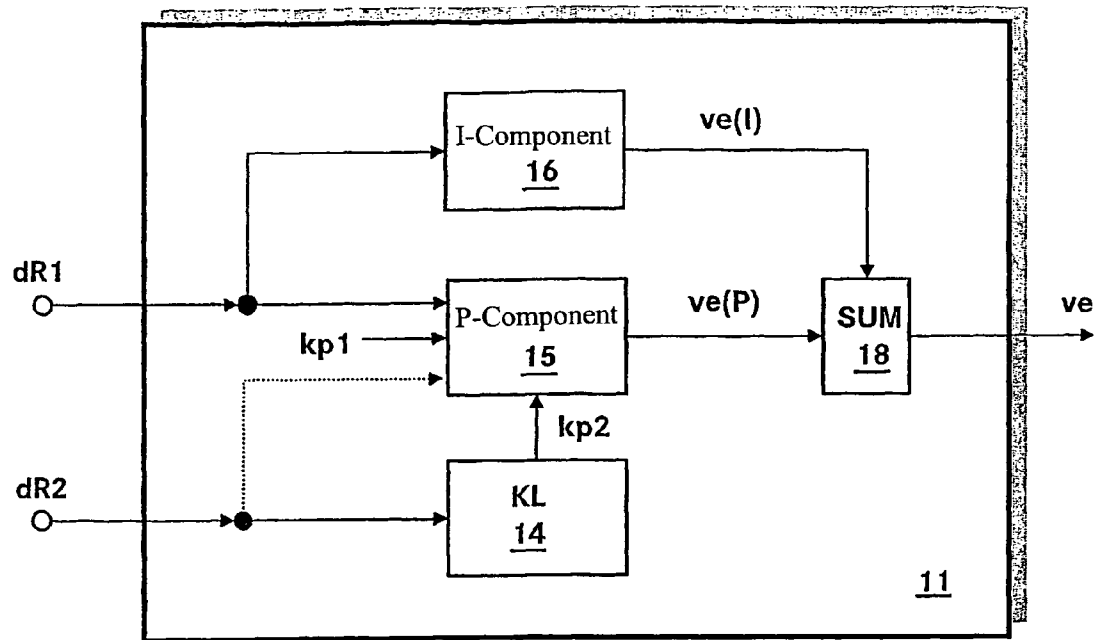 I-Component
16
ve(I)
dR1
P-Component
15
kp1
ve(P)
SUM
18
ve
kp2
dR2
KL
14
11